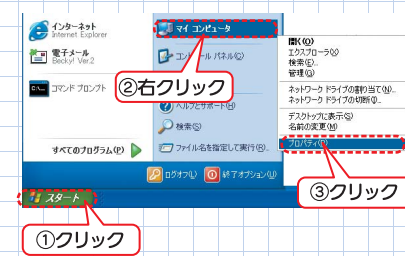 インターネット
Internet Explorer
電子メール
Becky! Ver.2
コマンド プロンプト
すべてのプログラム(P)
マイ コンピュータ
コントロール パネル(C)
②右クリック
ヘルプとサポート(H)
検索(S)
ファイル名を指定して実行(R)...
ログオフ(L)
終了オプション(U)
開く(O)
エクスプローラ(X)
検索(E)...
管理(G)
ネットワーク ドライブの割り当て(N)...
ネットワーク ドライブの切断(I)...
デスクトップに表示(S)
名前の変更(M)
プロパティ(R)
③クリック
スタート
①クリック